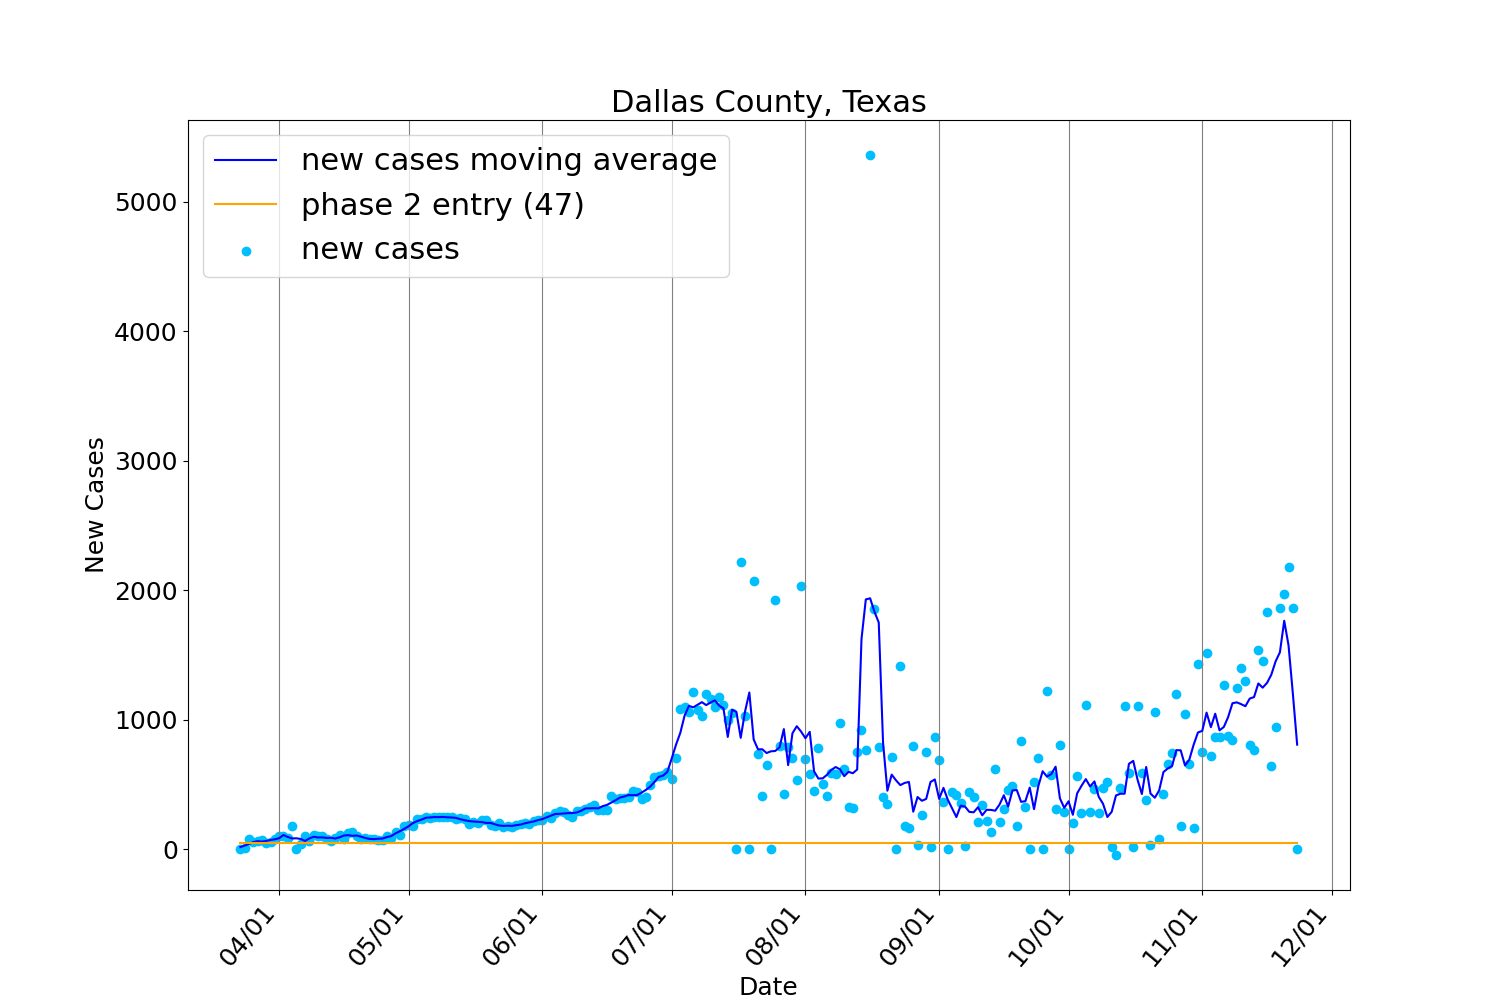 Dallas County, Texas
new cases moving average
phase 2 entry (47)
new cases
5000
4000
3000
2000
1000
0
New Cases
04/01
05/01
06/01
07/01
08/01
09/01
10/01
11/01
12/01
Date